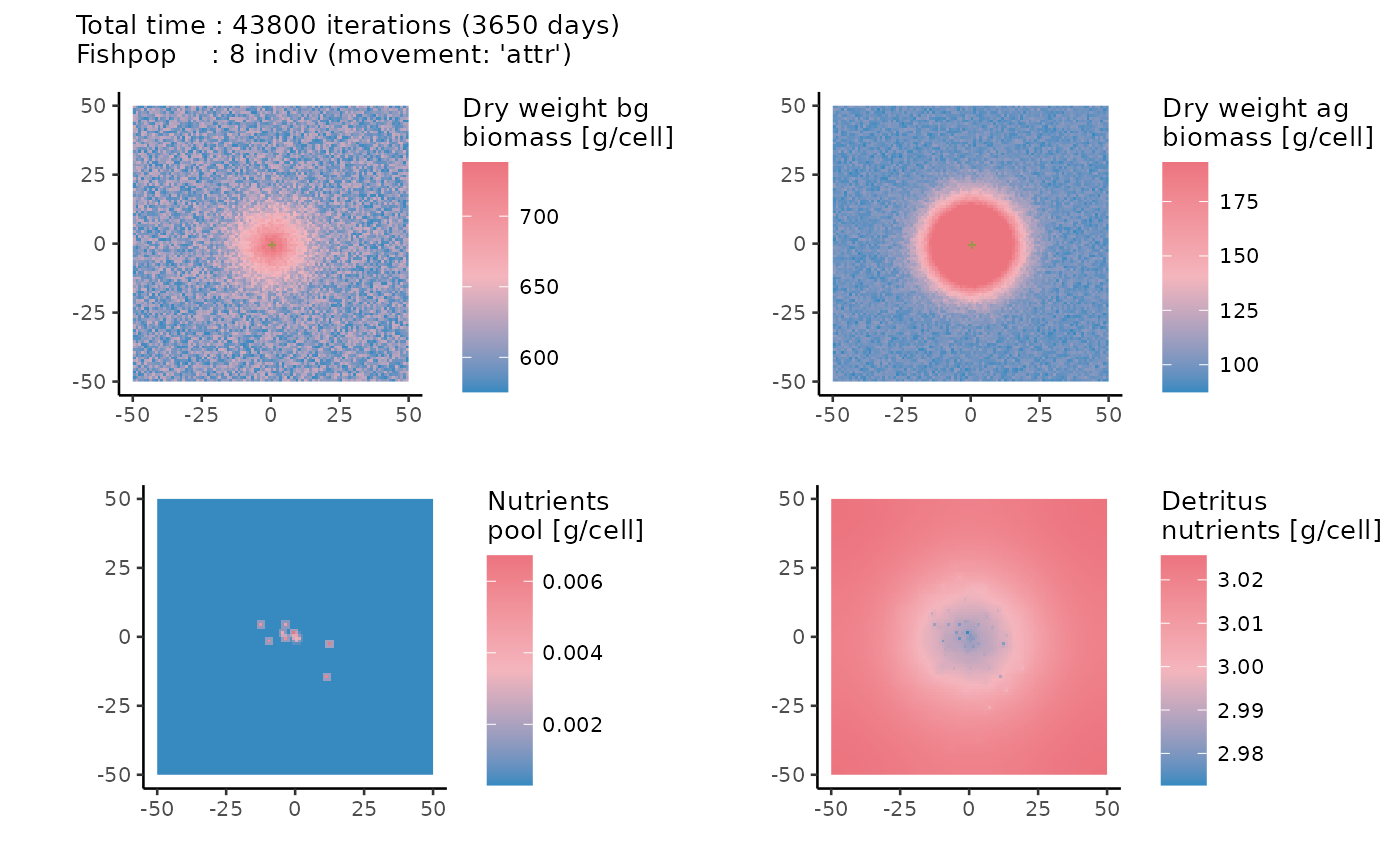 Total time : 43800 iterations (3650 days)
Fishpop    : 8 indiv (movement: 'attr')
Dry weight bg
biomass [g/cell]
50
25
0
-25
-50
-50 -25 0 25 50
700
650
600
Dry weight ag
biomass [g/cell]
50
25
0
-25
-50
-50 -25 0 25 50
175
150
125
100
Nutrients
pool [g/cell]
50
25
0
-25
-50
-50 -25 0 25 50
0.006
0.004
0.002
Detritus
nutrients [g/cell]
50
25
0
-25
-50
-50 -25 0 25 50
3.02
3.01
3.00
2.99
2.98